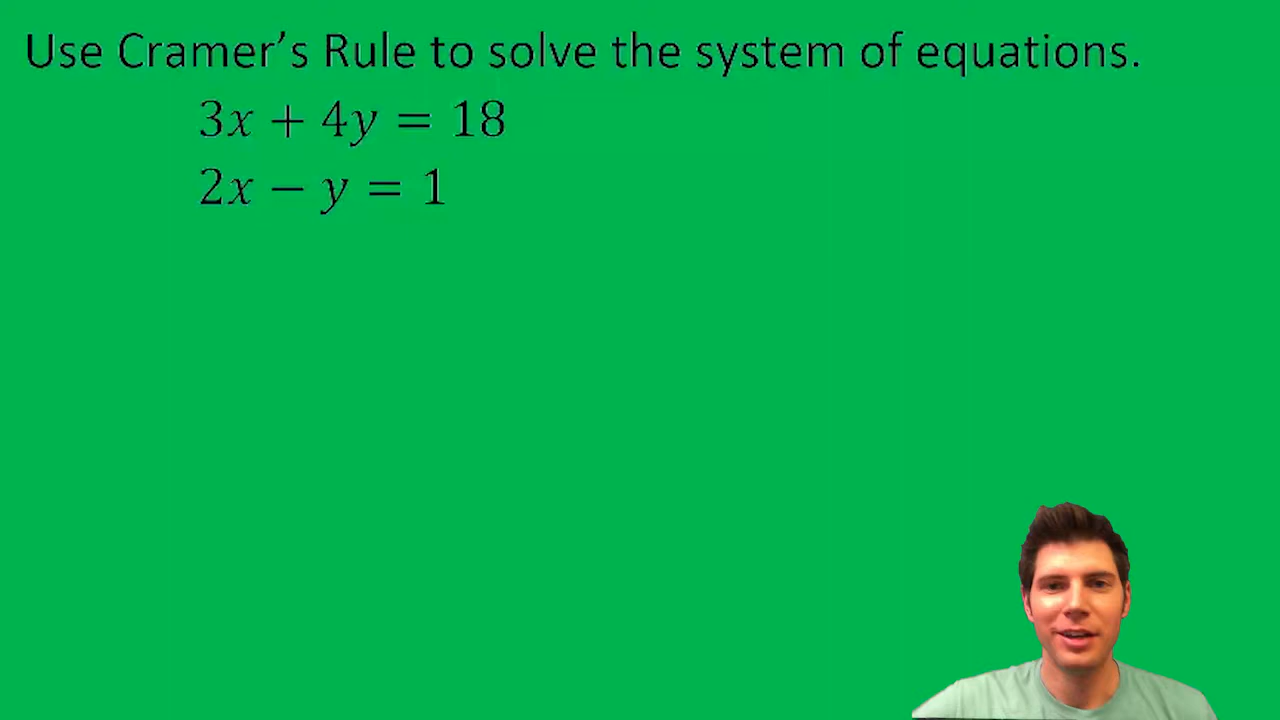 Use Cramer’s Rule to solve the system of equations.
3x + 4y = 18
2x − y = 1